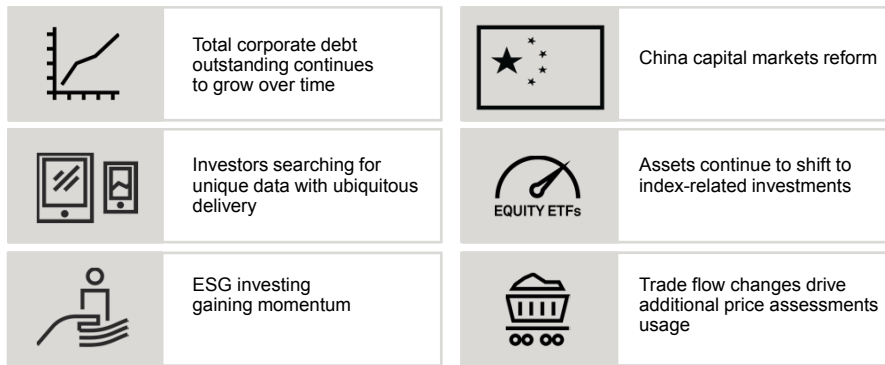 Total corporate debt
outstanding continues
to grow over time
China capital markets reform
Investors searching for
unique data with ubiquitous
delivery
EQUITY ETFs
Assets continue to shift to
index-related investments
ESG investing
gaining momentum
Trade flow changes drive
additional price assessments
usage